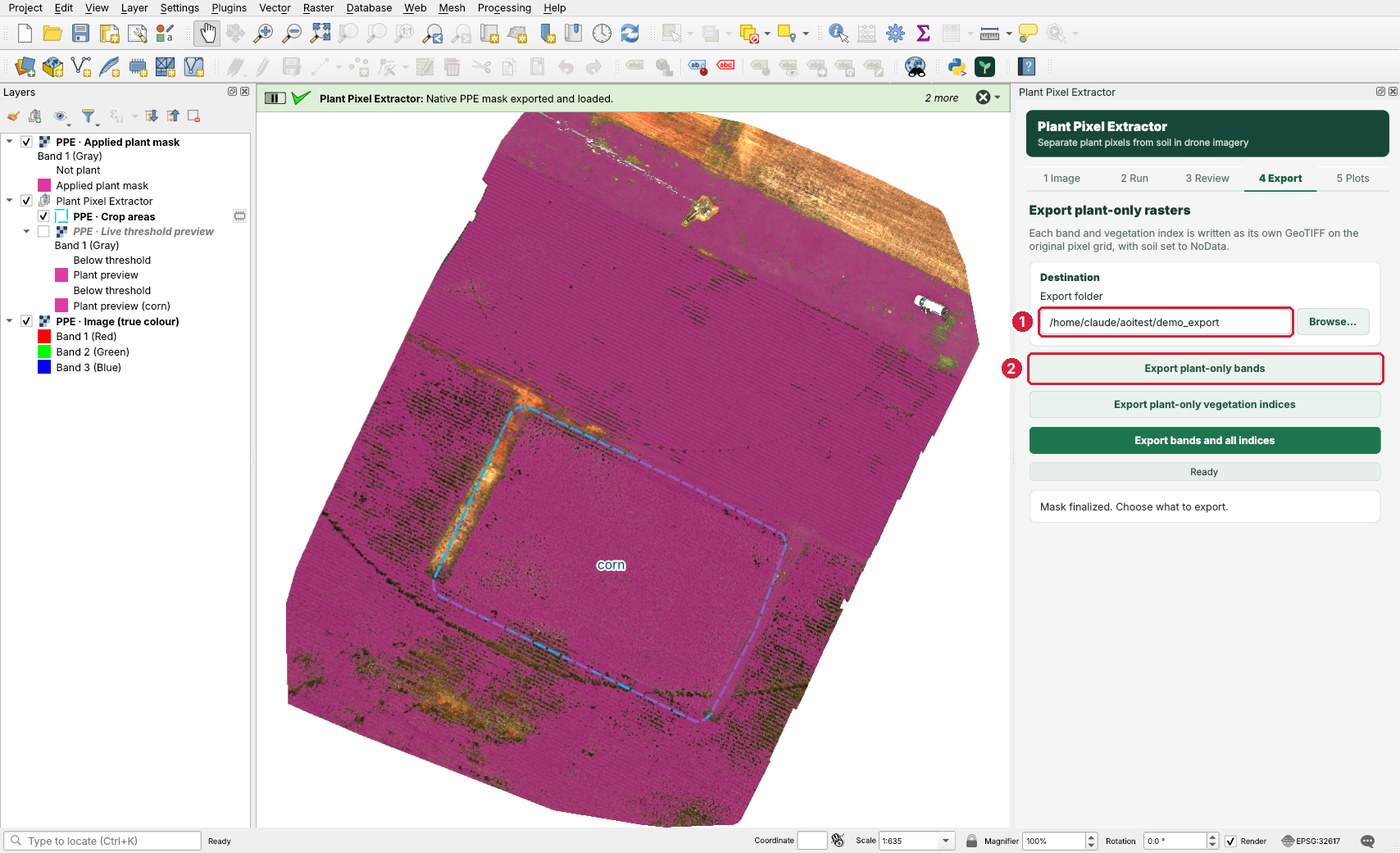 Project Edit View Layer Settings Plugins Vector Raster Database Web Mesh Processing Help
Layers
PPE · Applied plant mask
Band 1 (Gray)
Not plant
Applied plant mask
Plant Pixel Extractor
PPE · Crop areas
PPE · Live threshold preview
Band 1 (Gray)
Below threshold
Plant preview
Below threshold
Plant preview (corn)
PPE · Image (true colour)
Band 1 (Red)
Band 2 (Green)
Band 3 (Blue)
Plant Pixel Extractor: Native PPE mask exported and loaded.
2 more
corn
Plant Pixel Extractor
Plant Pixel Extractor
Separate plant pixels from soil in drone imagery
1 Image 2 Run 3 Review 4 Export 5 Plots
Export plant-only rasters
Each band and vegetation index is written as its own GeoTIFF on the
original pixel grid, with soil set to NoData.
Destination
Export folder
1 /home/claude/aoitest/demo_export Browse...
2 Export plant-only bands
Export plant-only vegetation indices
Export bands and all indices
Ready
Mask finalized. Choose what to export.
Type to locate (Ctrl+K) Ready Coordinate Scale 1:635 Magnifier 100% Rotation 0.0 ° Render EPSG:32617